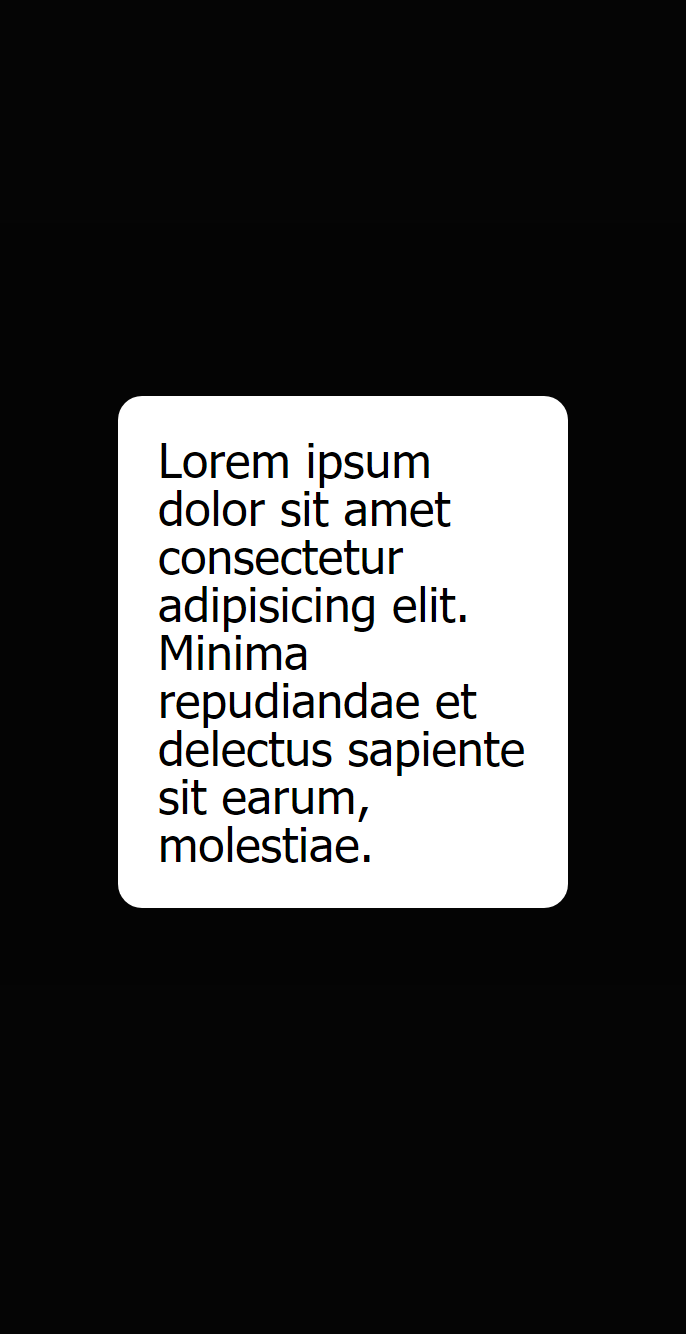 Lorem ipsum
dolor sit amet
consectetur
adipisicing elit.
Minima
repudiandae et
delectus sapiente
sit earum,
molestiae.